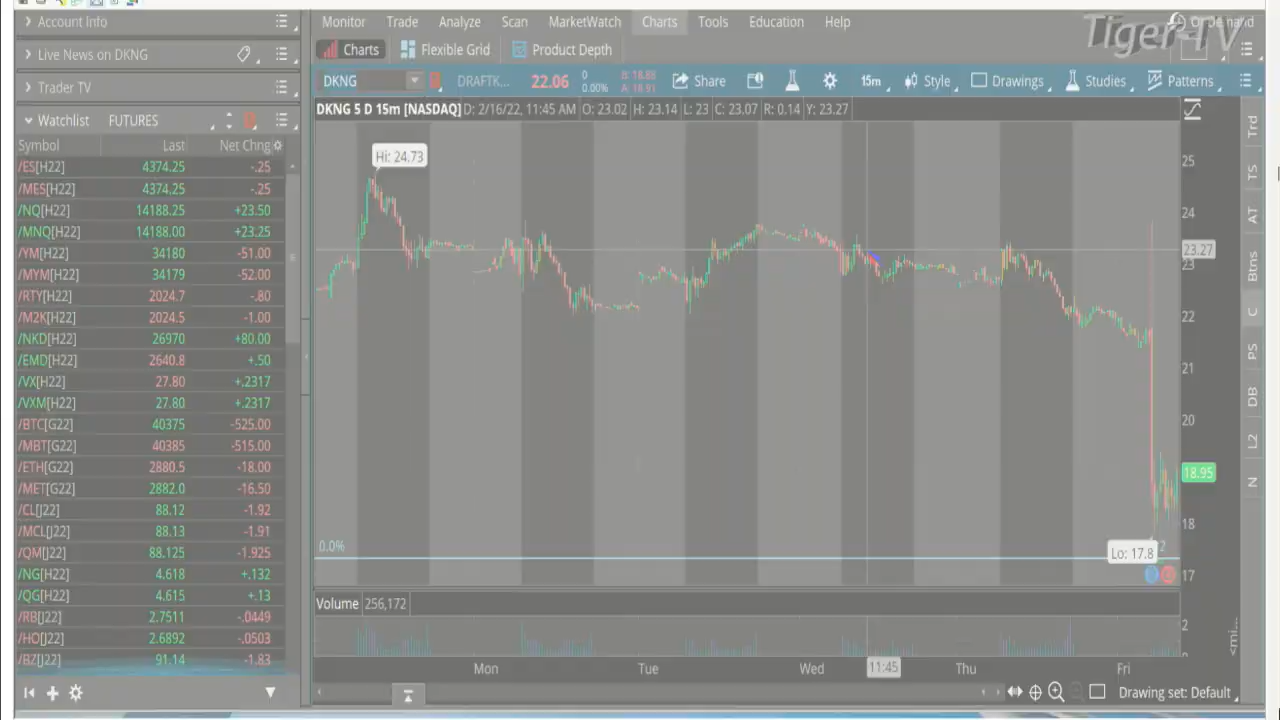 Account Info
Monitor Trade Analyze Scan MarketWatch Charts Tools Education Help
OnDemand
Tiger-TV
Live News on DKNG
Charts Flexible Grid Product Depth
Trader TV
DKNG DRAFTK... 22.06 0 0.00% B: 18.88 A: 18.91 Share 15m Style Drawings Studies Patterns
Watchlist FUTURES
DKNG 5 D 15m [NASDAQ] D: 2/16/22, 11:45 AM O: 23.02 H: 23.14 L: 23 C: 23.07 R: 0.14 Y: 23.27
Symbol Last Net Chng
/ES[H22] 4374.25 -.25
/MES[H22] 4374.25 -.25
/NQ[H22] 14188.25 +23.50
/MNQ[H22] 14188.00 +23.25
/YM[H22] 34180 -51.00
/MYM[H22] 34179 -52.00
/RTY[H22] 2024.7 -.80
/M2K[H22] 2024.5 -1.00
/NKD[H22] 26970 +80.00
/EMD[H22] 2640.8 +.50
/VX[H22] 27.80 +.2317
/VXM[H22] 27.80 +.2317
/BTC[G22] 40375 -525.00
/MBT[G22] 40385 -515.00
/ETH[G22] 2880.5 -18.00
/MET[G22] 2882.0 -16.50
/CL[J22] 88.12 -1.92
/MCL[J22] 88.13 -1.91
/QM[J22] 88.125 -1.925
/NG[H22] 4.618 +.132
/QG[H22] 4.615 +.13
/RB[J22] 2.7511 -.0449
/HO[J22] 2.6892 -.0503
/BZ[J22] 91.14 -1.83
Hi: 24.73
25
24
23.27
23
22
21
20
18.95
18
17
0.0%
Lo: 17.8
Volume 256,172
2
Mon Tue Wed 11:45 Thu Fri
Drawing set: Default
Trd
TS
AT
Btns
C
PS
DB
L2
N